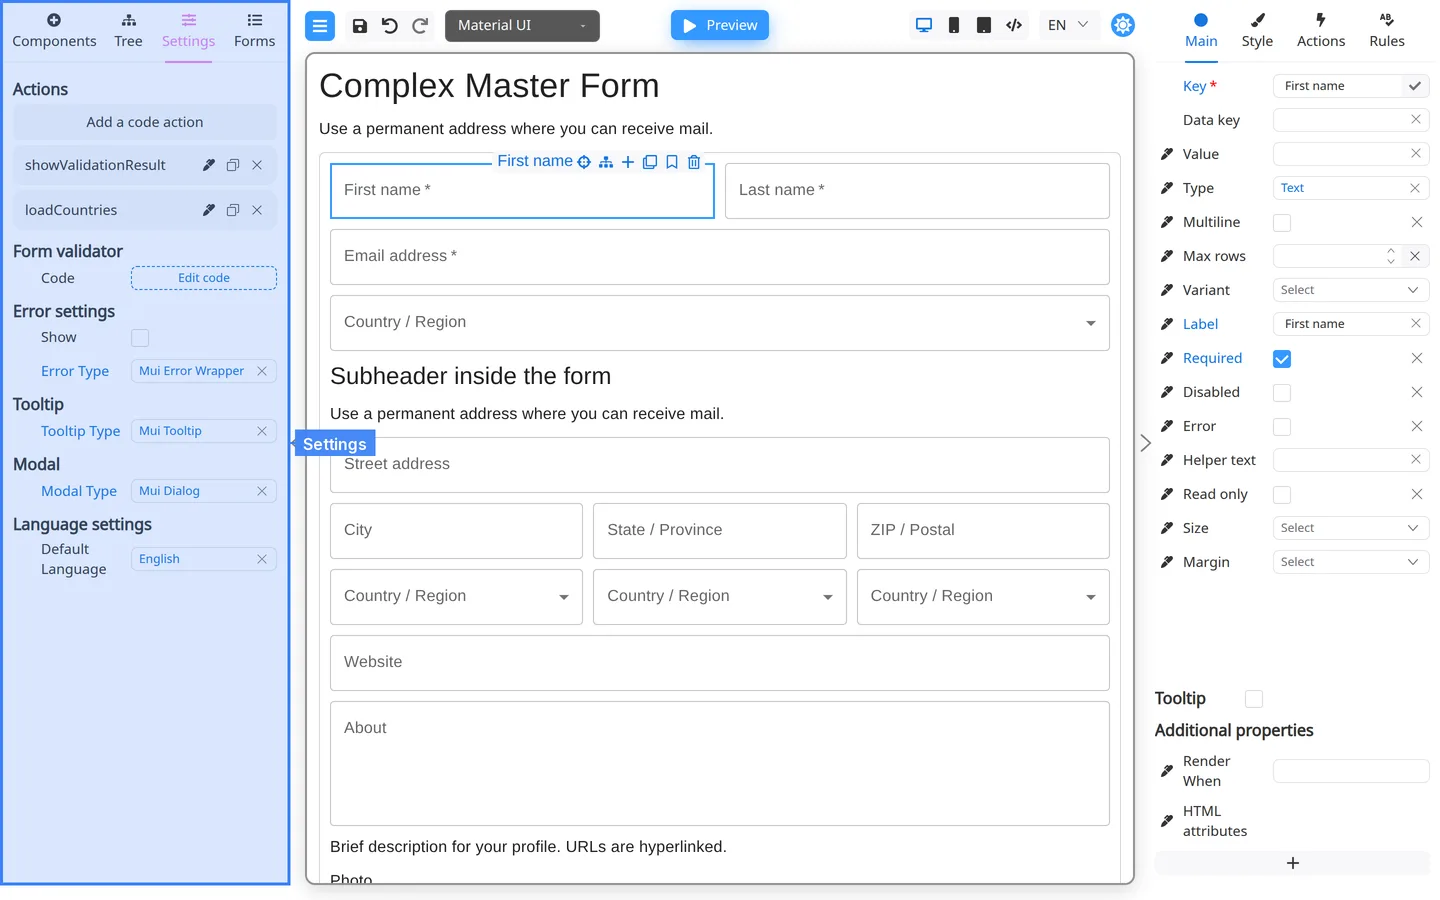 Components
Tree
Settings
Forms
Material UI
Preview
EN
Main
Style
Actions
AB
Rules
Actions
Add a code action
showValidationResult
loadCountries
Form validator
Code
Edit code
Error settings
Show
Error Type
Mui Error Wrapper
Tooltip
Tooltip Type
Mui Tooltip
Modal
Modal Type
Mui Dialog
Language settings
Default
Language
English
Settings
Complex Master Form
Use a permanent address where you can receive mail.
First name
First name *
Last name *
Email address *
Country / Region
Subheader inside the form
Use a permanent address where you can receive mail.
Street address
City
State / Province
ZIP / Postal
Country / Region
Country / Region
Country / Region
Website
About
Brief description for your profile. URLs are hyperlinked.
Photo
Key *
First name
Data key
Value
Type
Text
Multiline
Max rows
Variant
Select
Label
First name
Required
Disabled
Error
Helper text
Read only
Size
Select
Margin
Select
Tooltip
Additional properties
Render
When
HTML
attributes